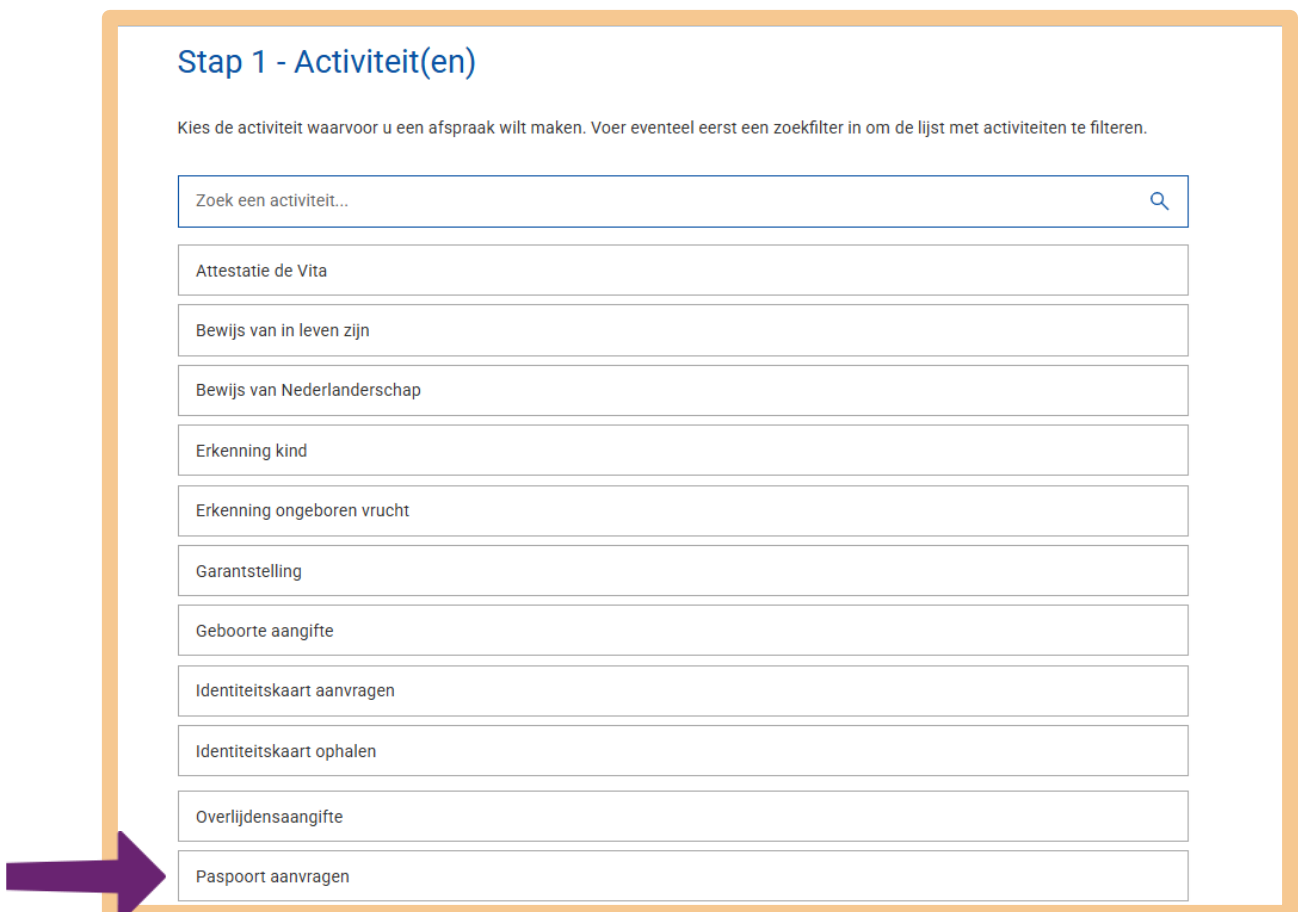 Stap 1 - Activiteit(en)
Kies de activiteit waarvoor u een afspraak wilt maken. Voer eventeel eerst een zoekfilter in om de lijst met activiteiten te filteren.
Zoek een activiteit...
Attestatie de Vita
Bewijs van in leven zijn
Bewijs van Nederlanderschap
Erkenning kind
Erkenning ongeboren vrucht
Garantstelling
Geboorte aangifte
Identiteitskaart aanvragen
Identiteitskaart ophalen
Overlijdensaangifte
Paspoort aanvragen